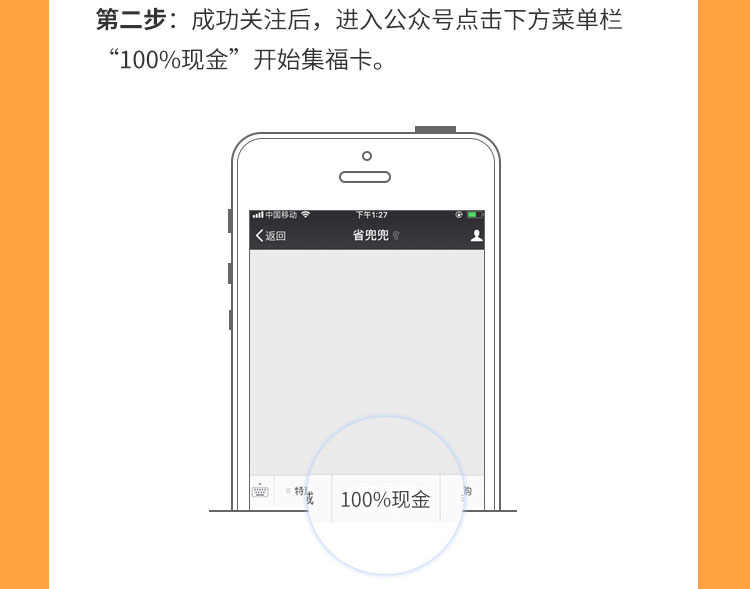 第二步：成功关注后，进入公众号点击下方菜单栏
“100%现金”开始集福卡。
中国移动 下午1:27
返回 省兜兜
100%现金